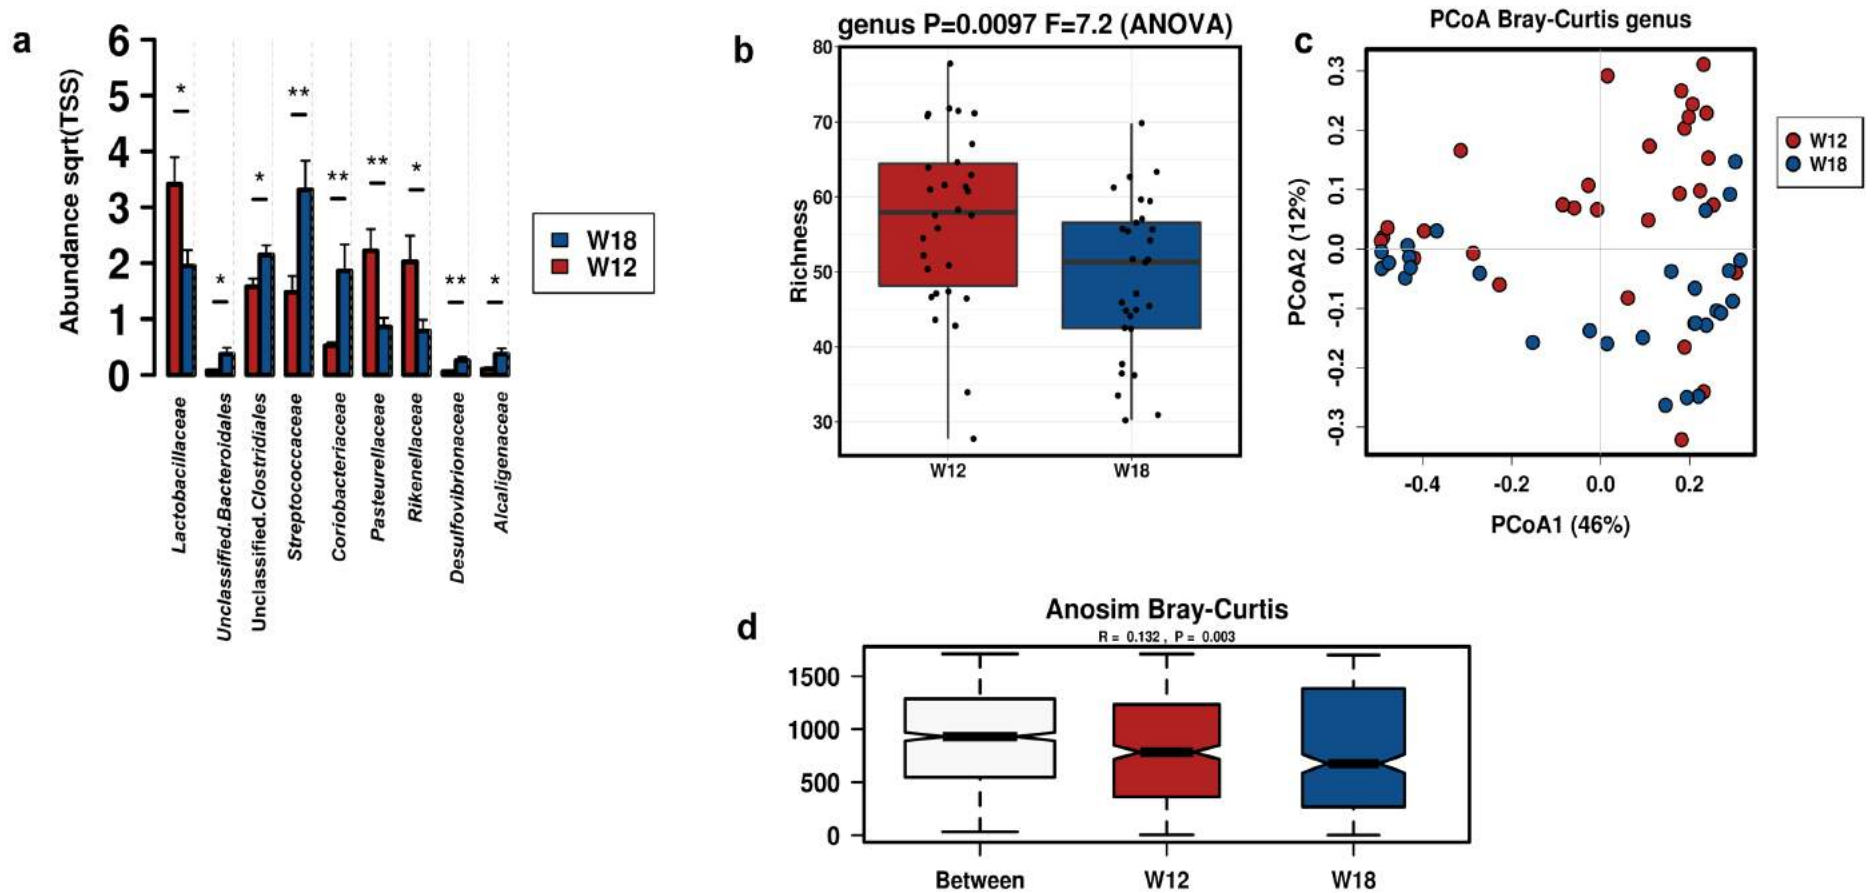 a
Abundance sqrt(TSS)
6
5
4
3
2
1
0
*
*
*
**
**
**
*
**
*
Lactobacillaceae
Unclassified.Bacteroidales
Unclassified.Clostridiales
Streptococcaceae
Coriobacteriaceae
Pasteurellaceae
Rikenellaceae
Desulfovibrionaceae
Alcaligenaceae
W18
W12
b
genus P=0.0097 F=7.2 (ANOVA)
Richness
80
70
60
50
40
30
W12
W18
c
PCoA Bray-Curtis genus
PCoA2 (12%)
0.3
0.2
0.1
0.0
-0.1
-0.2
-0.3
-0.4
-0.2
0.0
0.2
PCoA1 (46%)
W12
W18
d
Anosim Bray-Curtis
R = 0.132 , P = 0.003
1500
1000
500
0
Between
W12
W18